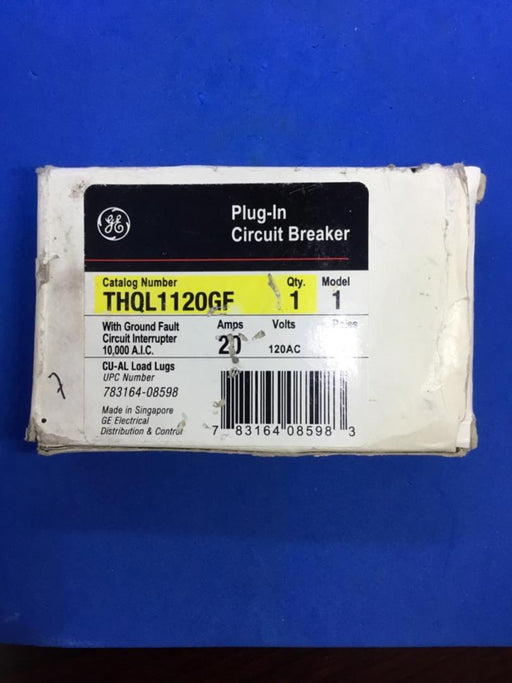 GE
Plug-In
Circuit Breaker
Catalog Number Qty. Model
THQL1120GF 1 1
With Ground Fault Amps Volts Poles
Circuit Interrupter 20 120AC
10,000 A.I.C.
CU-AL Load Lugs
UPC Number
783164-08598
Made in Singapore
GE Electrical
Distribution & Control
7 83164 08598 3
7